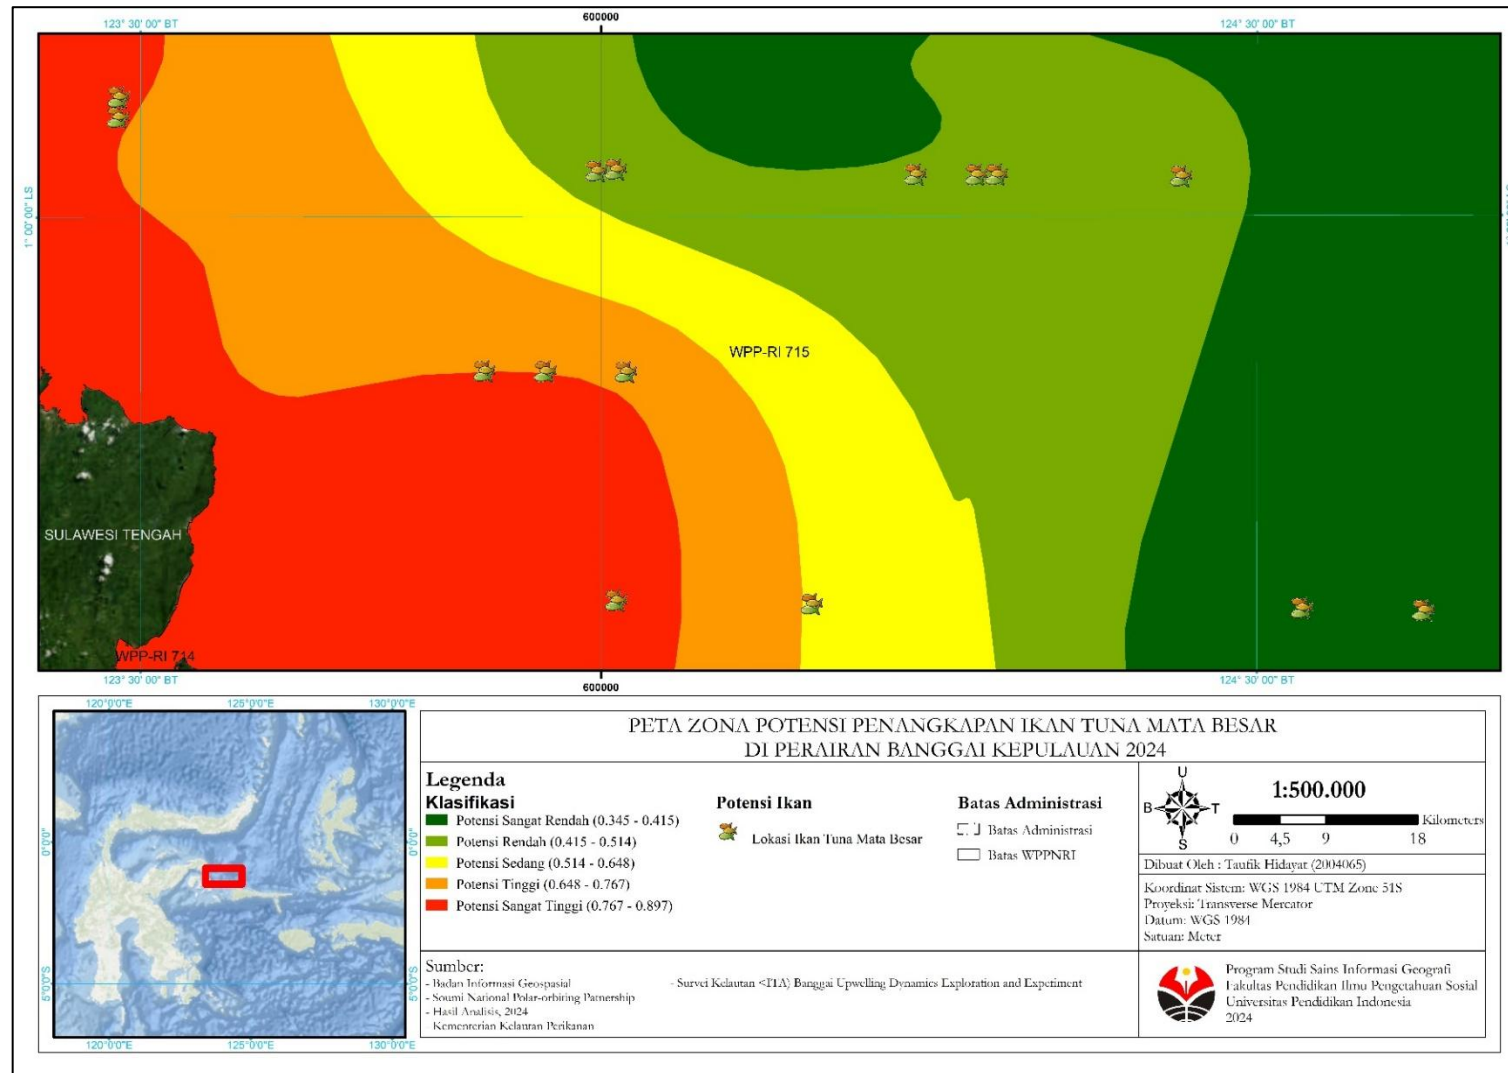 123° 30' 00" BT
600000
124° 30' 00" BT
1° 00' 00" LS
WPP-RI 715
SULAWESI TENGAH
WPP-RI 714
123° 30' 00" BT
600000
124° 30' 00" BT
120°0'0"E
125°0'0"E
130°0'0"E
0°0'0"
0°0'0"
5°0'0"S
5°0'0"S
120°0'0"E
125°0'0"E
130°0'0"E
PETA ZONA POTENSI PENANGKAPAN IKAN TUNA MATA BESAR
DI PERAIRAN BANGGAI KEPULAUAN 2024
Legenda
Klasifikasi
Potensi Sangat Rendah (0.345 - 0.415)
Potensi Rendah (0.415 - 0.514)
Potensi Sedang (0.514 - 0.648)
Potensi Tinggi (0.648 - 0.767)
Potensi Sangat Tinggi (0.767 - 0.897)
Potensi Ikan
Lokasi Ikan Tuna Mata Besar
Batas Administrasi
Batas Administrasi
Batas WPPNRI
U
B T
S
1:500.000
Kilometers
0 4,5 9 18
Dibuat Oleh : Taufik Hidayat (2004065)
Koordinat Sistem: WGS 1984 UTM Zone 51S
Proyeksi: Transverse Mercator
Datum: WGS 1984
Satuan: Meter
Sumber:
- Badan Informasi Geospasial
- Soumi National Polar-orbiting Patnership
- Hasil Analisis, 2024
- Kementerian Kelautan Perikanan
- Survei Kelautan <ITA) Banggai Upwelling Dynamics Exploration and Experiment
Program Studi Sains Informasi Geografi
Fakultas Pendidikan Ilmu Pengetahuan Sosial
Universitas Pendidikan Indonesia
2024